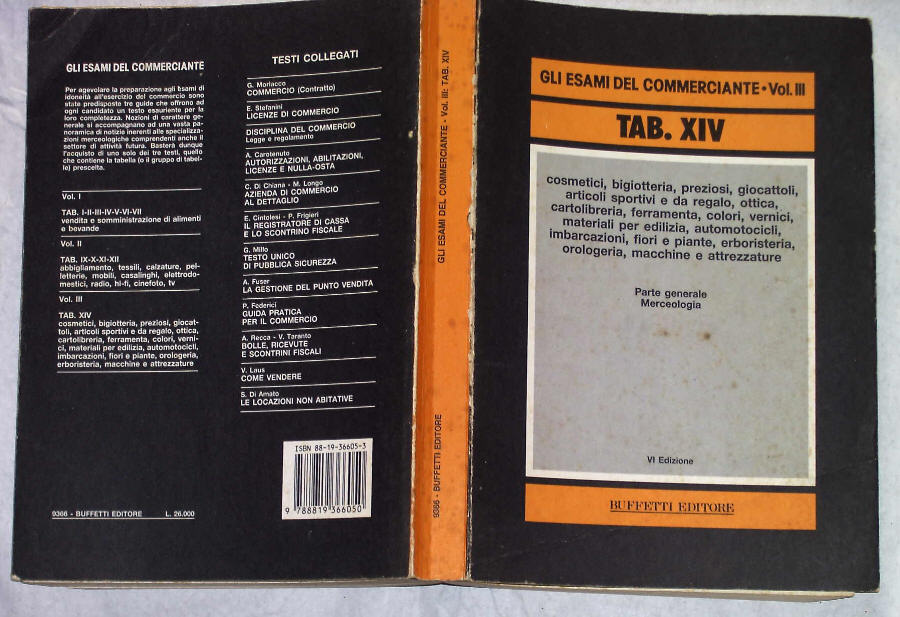 GLI ESAMI DEL COMMERCIANTE
Per agevolare la preparazione agli esami di
idoneità all'esercizio del commercio sono
state predisposte tre guide che offrono ad
ogni candidato un testo esauriente per la
loro completezza. Nozioni di carattere ge-
nerale si accompagnano ad una vasta pa-
noramica di notizie inerenti alle specializza-
zioni merceologiche comprendenti anche il
settore di attività futura. Basterà dunque
l'acquisto di uno solo dei tre testi, quello
che contiene la tabella (o il gruppo di tabel-
le) prescelta.
Vol. I
TAB. I-II-III-IV-V-VI-VII
vendita e somministrazione di alimenti
e bevande
Vol. II
TAB. IX-X-XI-XII
abbigliamento, tessili, calzature, pel-
letterie, mobili, casalinghi, elettrodo-
mestici, radio, hi-fi, cinefoto, tv
Vol. III
TAB. XIV
cosmetici, bigiotteria, preziosi, giocat-
toli, articoli sportivi e da regalo, ottica,
cartolibreria, ferramenta, colori, verni-
ci, materiali per edilizia, automotocicli,
imbarcazioni, fiori e piante, orologeria,
erboristeria, macchine e attrezzature
9366 - BUFFETTI EDITORE L. 26.000
TESTI COLLEGATI
G. Morlacco
COMMERCIO (Contratto)
E. Stefanini
LICENZE DI COMMERCIO
DISCIPLINA DEL COMMERCIO
Legge e regolamento
A. Carotenuto
AUTORIZZAZIONI, ABILITAZIONI,
LICENZE E NULLA-OSTA
C. Di Chiana - M. Longo
AZIENDA DI COMMERCIO
AL DETTAGLIO
E. Cintolesi - P. Frigieri
IL REGISTRATORE DI CASSA
E LO SCONTRINO FISCALE
G. Millo
TESTO UNICO
DI PUBBLICA SICUREZZA
A. Fuser
LA GESTIONE DEL PUNTO VENDITA
P. Federici
GUIDA PRATICA
PER IL COMMERCIO
A. Recca - V. Taranto
BOLLE, RICEVUTE
E SCONTRINI FISCALI
V. Laus
COME VENDERE
S. Di Amato
LE LOCAZIONI NON ABITATIVE
ISBN 88-19-36605-3
9 788819 366050
GLI ESAMI DEL COMMERCIANTE - Vol. III: TAB. XIV
9366 - BUFFETTI EDITORE
GLI ESAMI DEL COMMERCIANTE • Vol. III
TAB. XIV
cosmetici, bigiotteria, preziosi, giocattoli,
articoli sportivi e da regalo, ottica,
cartolibreria, ferramenta, colori, vernici,
materiali per edilizia, automotocicli,
imbarcazioni, fiori e piante, erboristeria,
orologeria, macchine e attrezzature
Parte generale
Merceologia
VI Edizione
BUFFETTI EDITORE